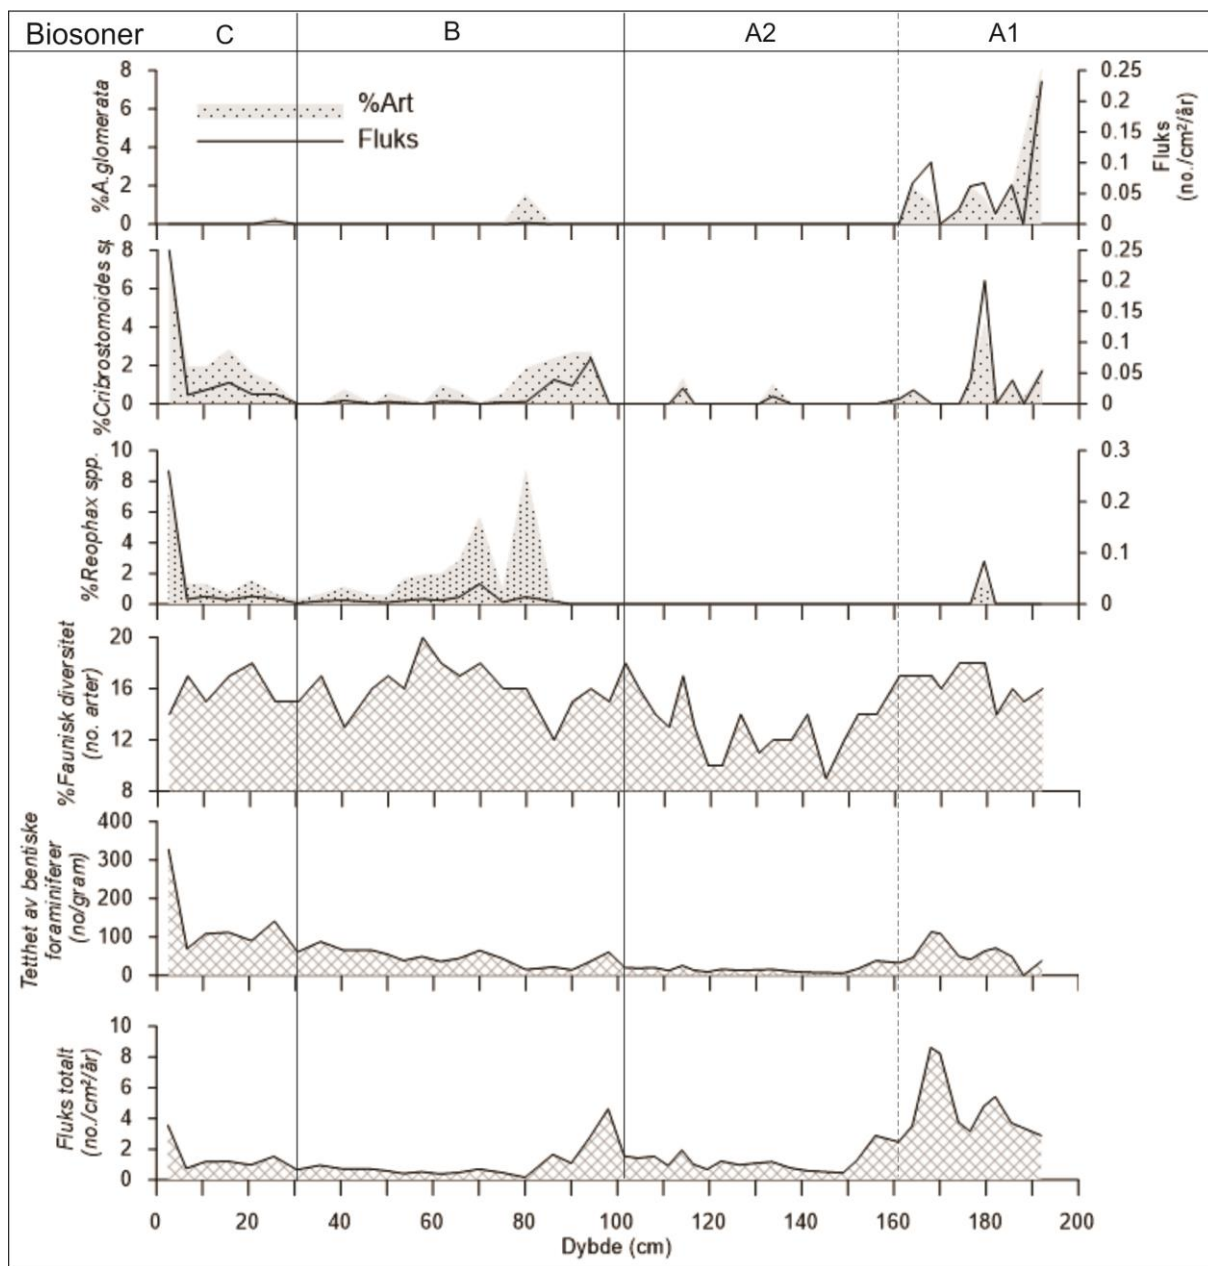 Biosoner C B A2 A1
%A.glomerata
8
6
4
2
0
%Art
Fluks
0.25
0.2
0.15
0.1
0.05
0
Fluks
(no./cm²/år)
%Cribrostomoides
8
6
4
2
0
0.25
0.2
0.15
0.1
0.05
0
%Reophax spp.
10
8
6
4
2
0
0.3
0.2
0.1
0
%Faunisk diversitet
(no. arter)
20
16
12
8
Tetthet av bentiske
foraminiferer
(no/gram)
400
300
200
100
0
Fluks totalt
(no./cm²/år)
10
8
6
4
2
0
0 20 40 60 80 100 120 140 160 180 200
Dybde (cm)